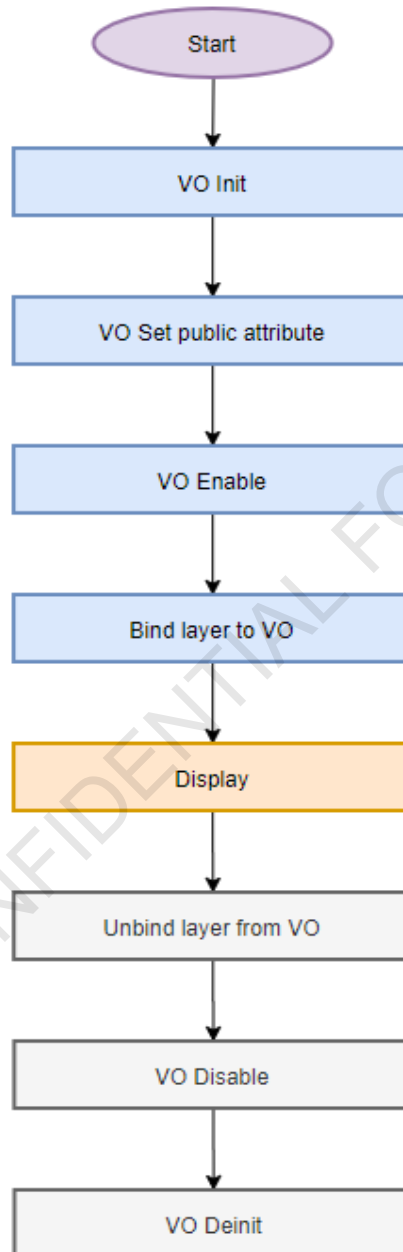 Start
VO Init
VO Set public attribute
VO Enable
Bind layer to VO
Display
Unbind layer from VO
VO Disable
VO Deinit